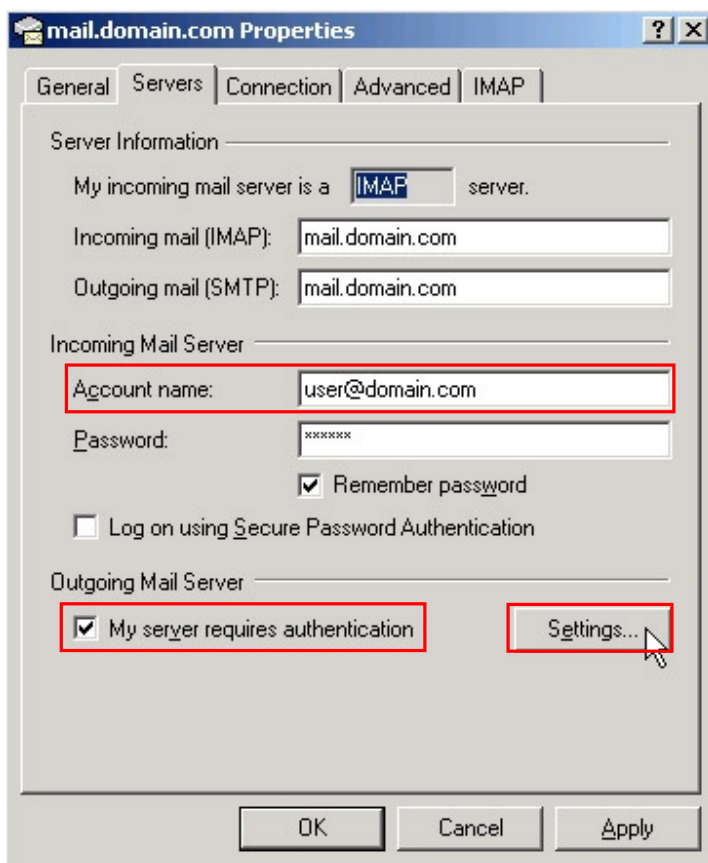 mail.domain.com Properties ? X
General Servers Connection Advanced IMAP
Server Information
My incoming mail server is a IMAP server.
Incoming mail (IMAP): mail.domain.com
Outgoing mail (SMTP): mail.domain.com
Incoming Mail Server
Account name: user@domain.com
Password: ××××××
Remember password
Log on using Secure Password Authentication
Outgoing Mail Server
My server requires authentication Settings...
OK Cancel Apply